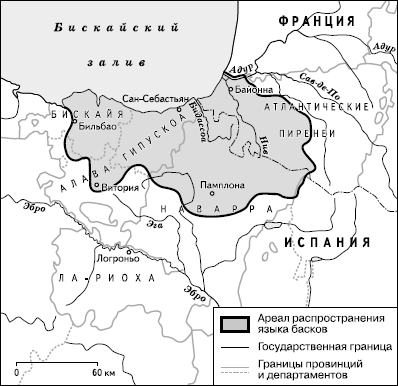 Бискайский
залив
ФРАНЦИЯ
Адур
Адур
Сав-де-По
Байонна
АТЛАНТИЧЕСКИЕ
ПИРЕНЕИ
Сан-Себастьян
БИСКАЙЯ
Бильбао
Бидассоа
Нив
АЛАВА
ГИПУСКОА
Витория
Памплона
НАВАРРА
ИСПАНИЯ
Эбро
Эга
Логроньо
ЛА-РИОХА
Эбро
0 60 км
Ареал распространения
языка басков
Государственная граница
Границы провинций
и департаментов